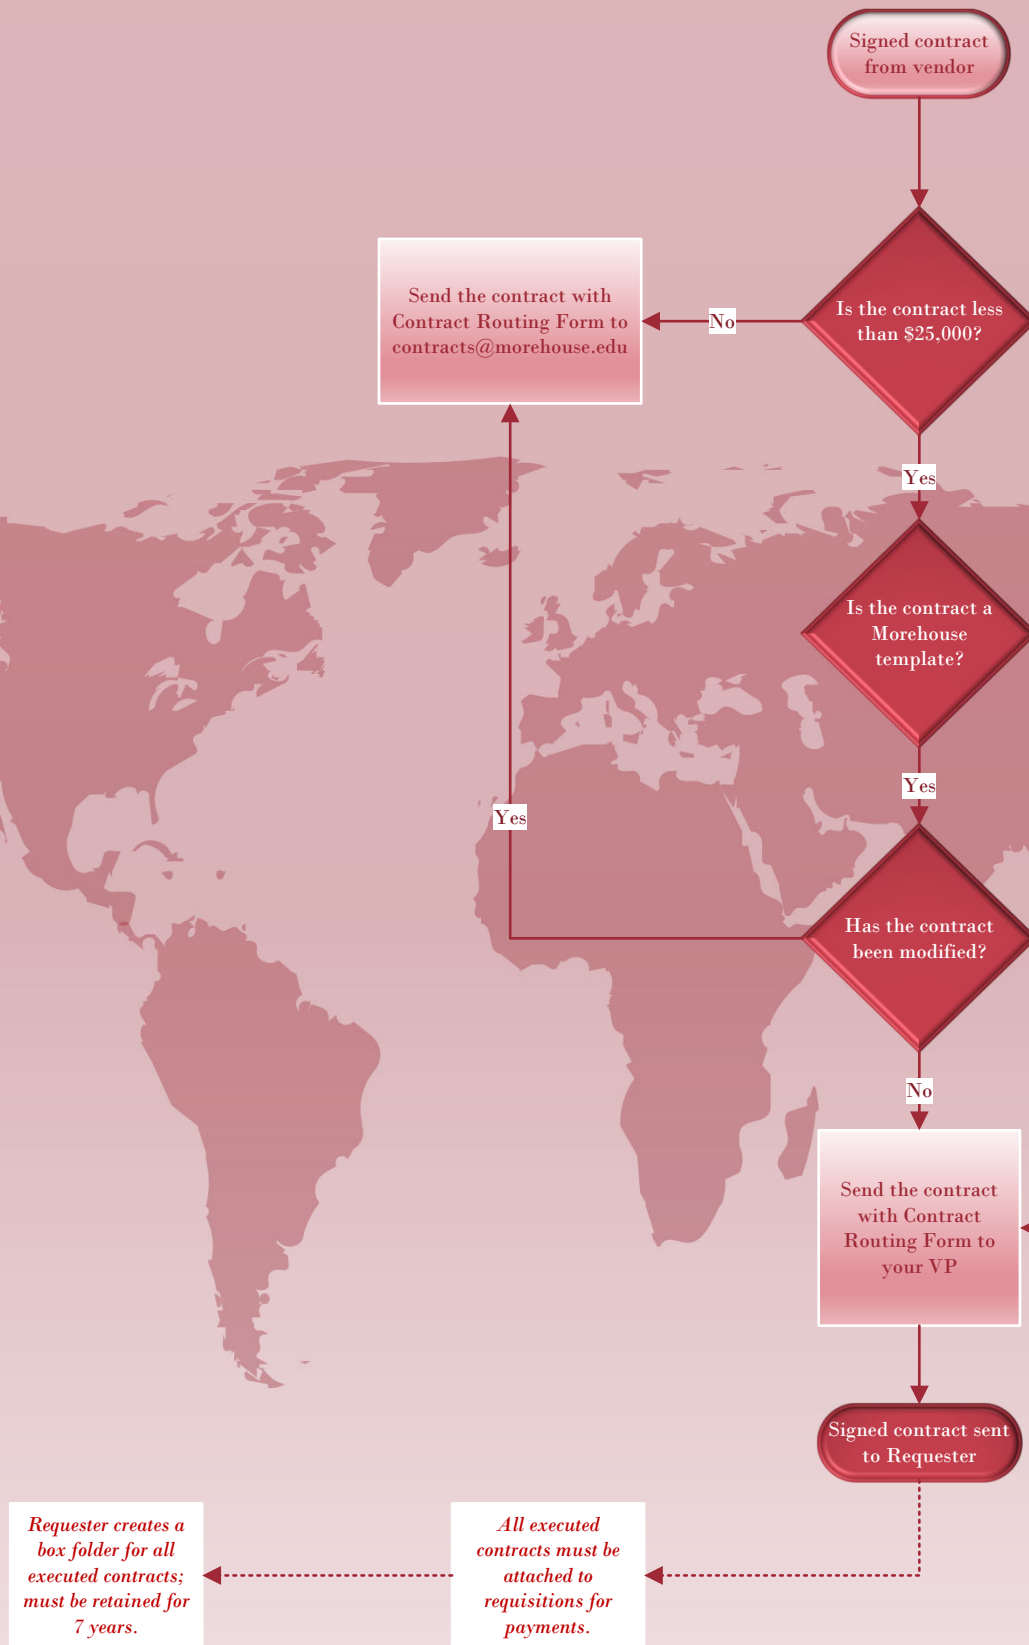 Signed contract
from vendor
Is the contract less
than $25,000?
No
Send the contract with
Contract Routing Form to
contracts@morehouse.edu
Yes
Is the contract a
Morehouse
template?
Yes
Has the contract
been modified?
Yes
No
Send the contract
with Contract
Routing Form to
your VP
Signed contract sent
to Requester
All executed
contracts must be
attached to
requisitions for
payments.
Requester creates a
box folder for all
executed contracts;
must be retained for
7 years.